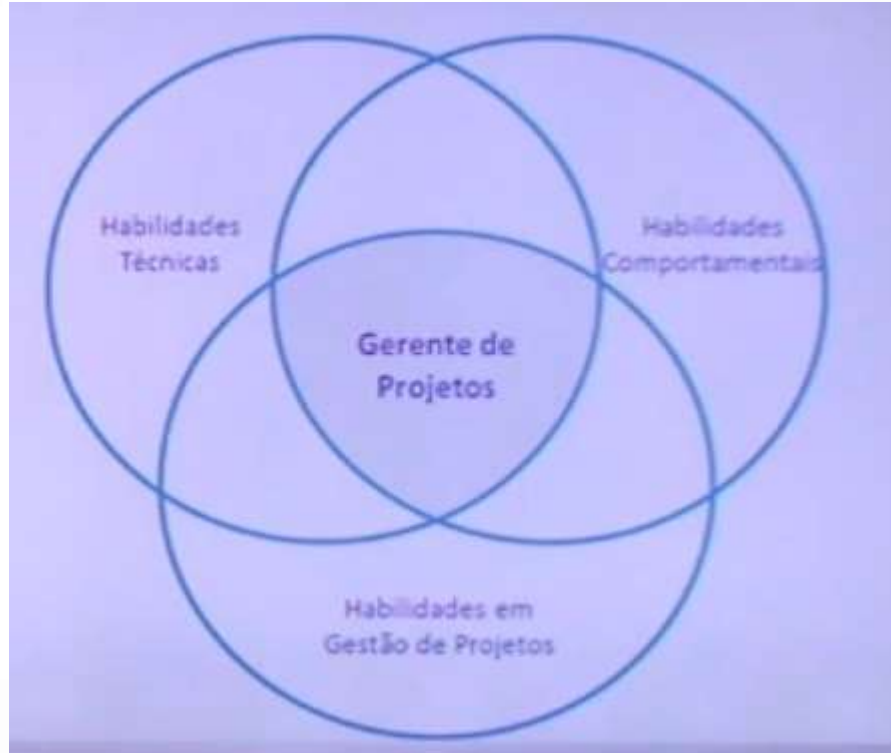 Habilidades
Técnicas
Habilidades
Comportamentais
Gerente de
Projetos
Habilidades em
Gestão de Projetos